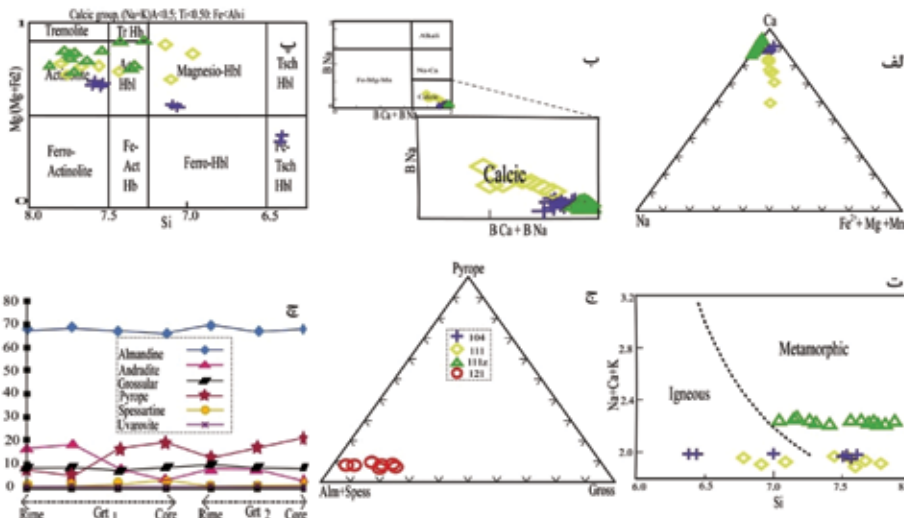 Calcic group. (Na+K)A<0.5; Ti<0.50: Fe<Alvi
1
Tremolite
Tr Hb
Hbl
Magnesio-Hbl
Tsch
Hbl
Mg/(Mg+Fe2)
Ferro-
Actinolite
Fe-
Act
Hb
Ferro-Hbl
Fe-
Tsch
Hbl
0
8.0
7.5
7.0
6.5
Si
ب
B Na
Alkali
Fe-Mg-Mn
Na-Ca
Calcic
B Ca + B Na
B Na
Calcic
B Ca + B Na
الف
Ca
Na
Fe²⁺+ Mg +Mn
80
70
60
50
40
30
20
10
0
Almandine
Andradite
Grossular
Pyrope
Spessartine
Uvarovite
Rime
Grt 1
Core
Rime
Grt 2
Core
Pyrope
104
111
111a
121
Alm+Spess
Gross
ت
3.2
2.8
2.4
2.0
Na+Ca+K
Igneous
Metamorphic
6.0
6.5
7.0
7.5
Si